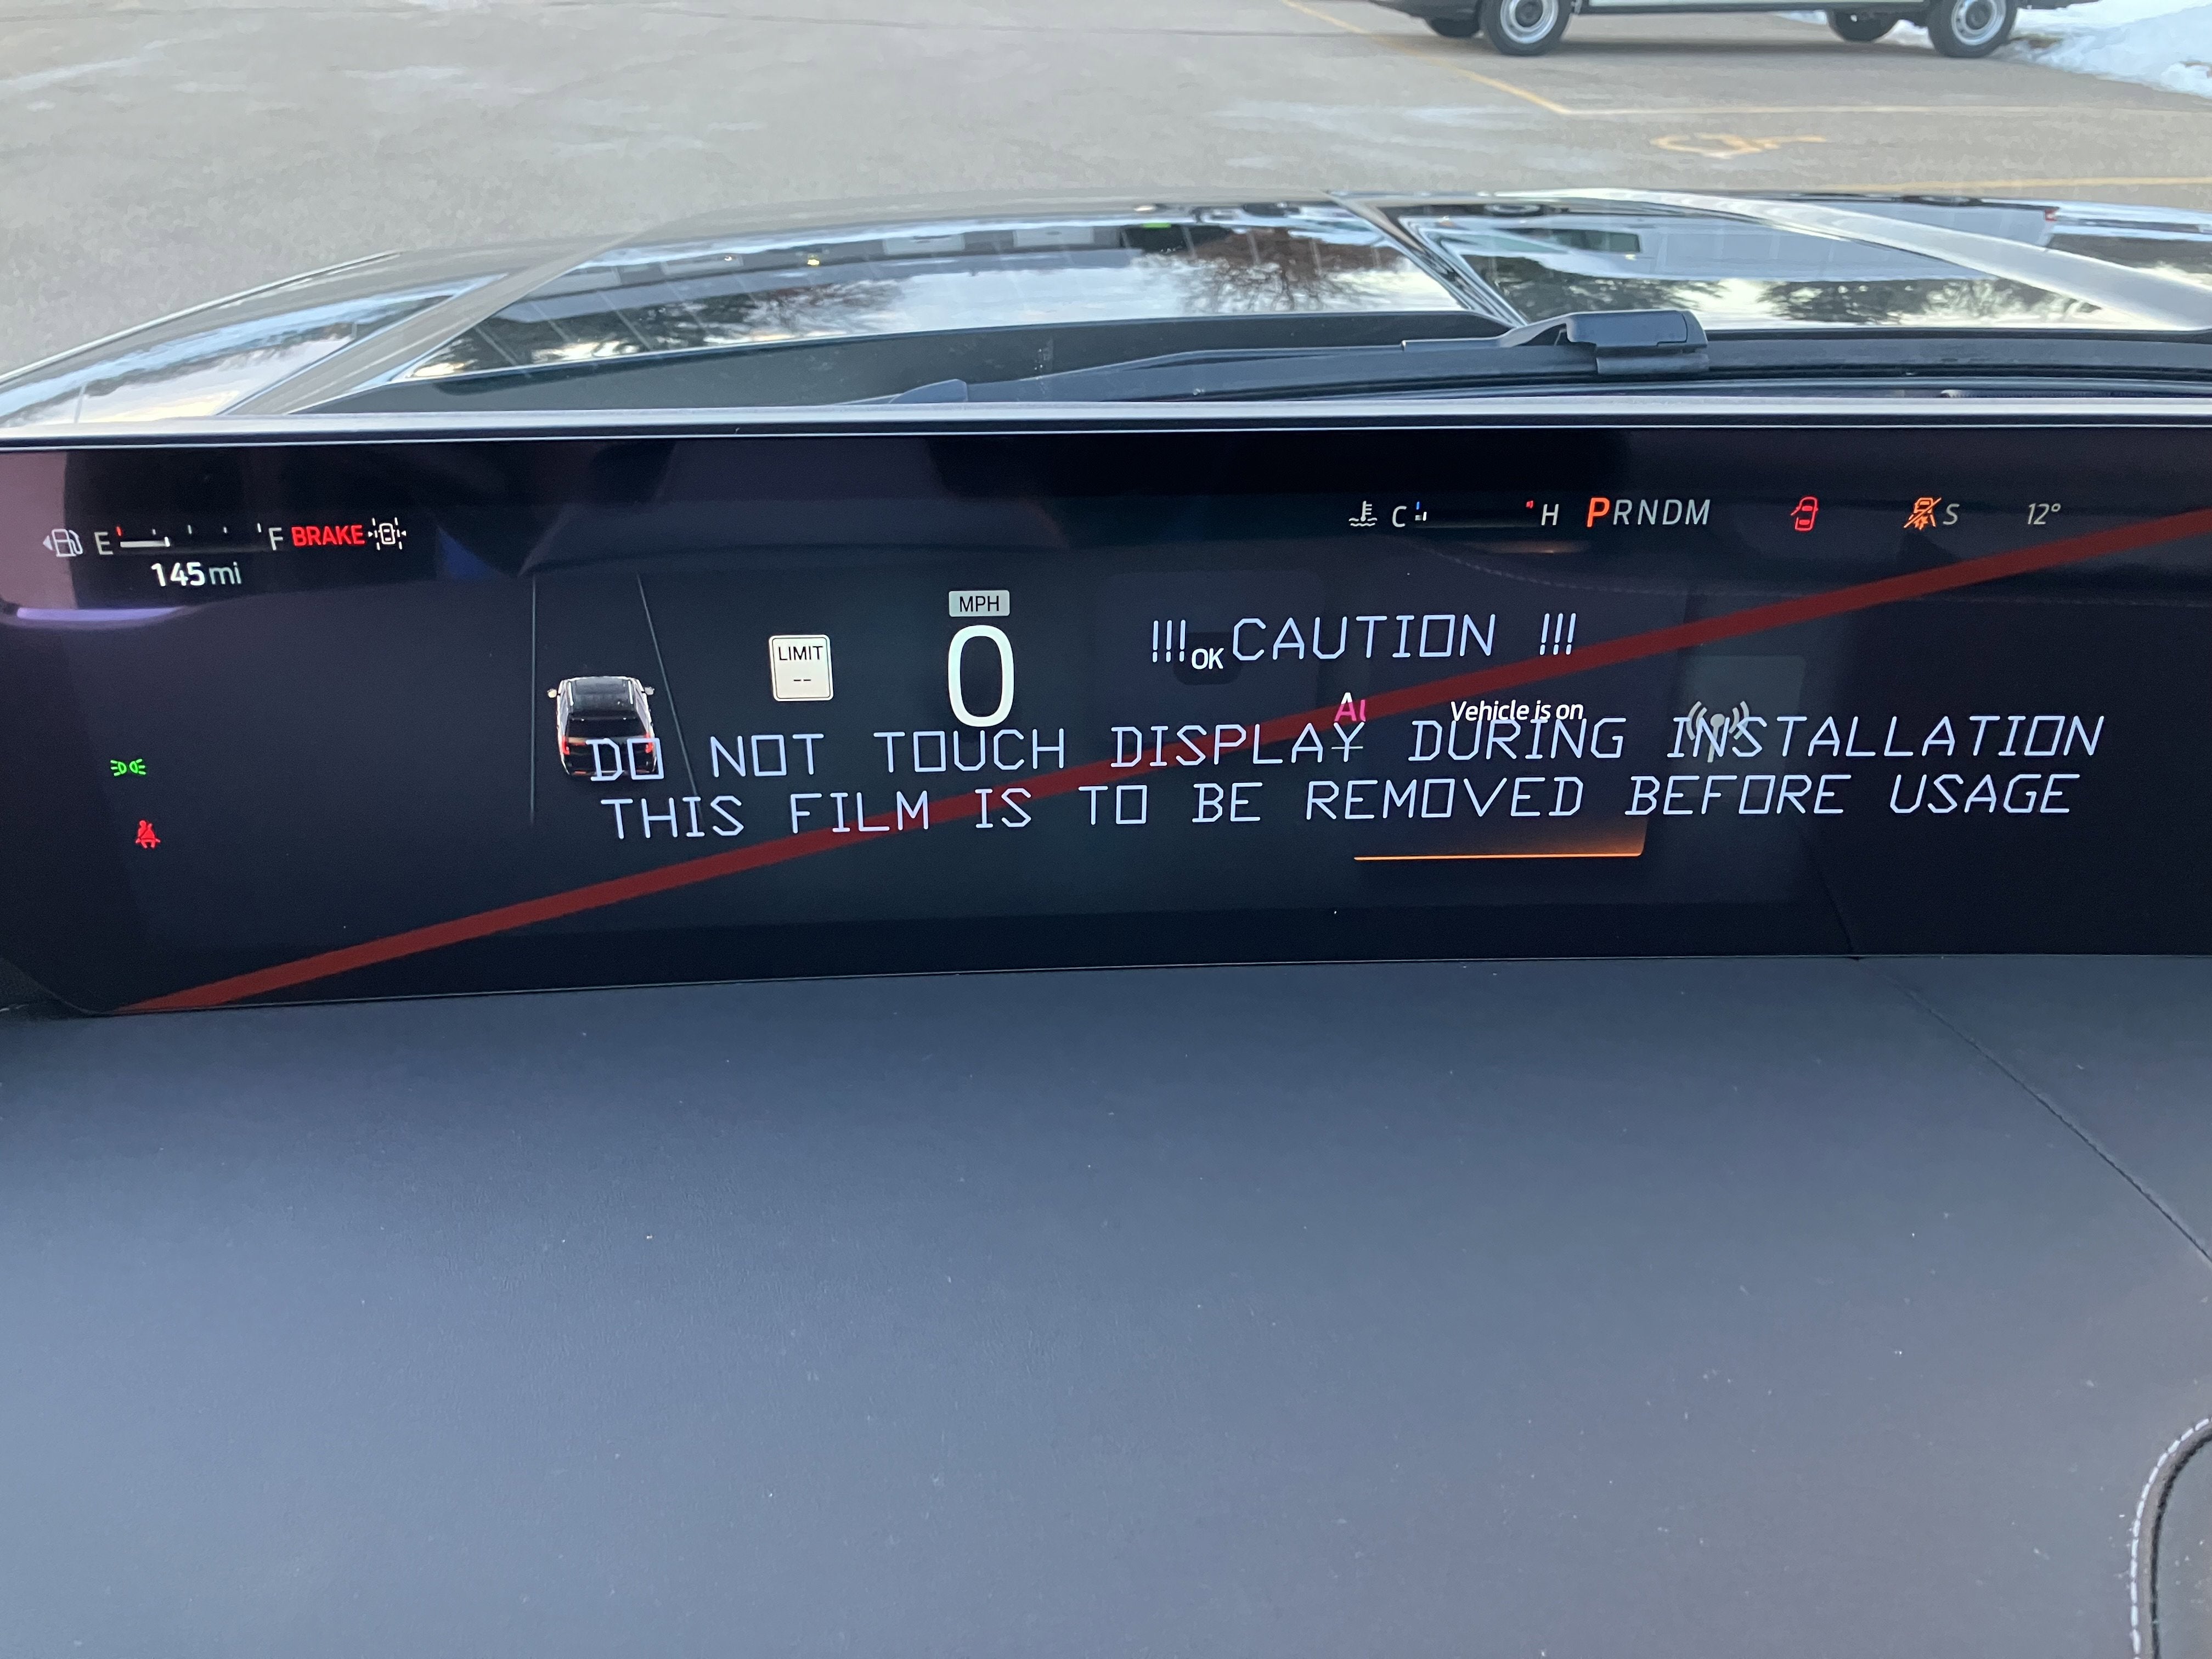 E F BRAKE
145mi
C H PRNDM S 12°
MPH
0
LIMIT
--
!!! CAUTION !!!
OK
Vehicle is on
DO NOT TOUCH DISPLAY DURING INSTALLATION
THIS FILM IS TO BE REMOVED BEFORE USAGE